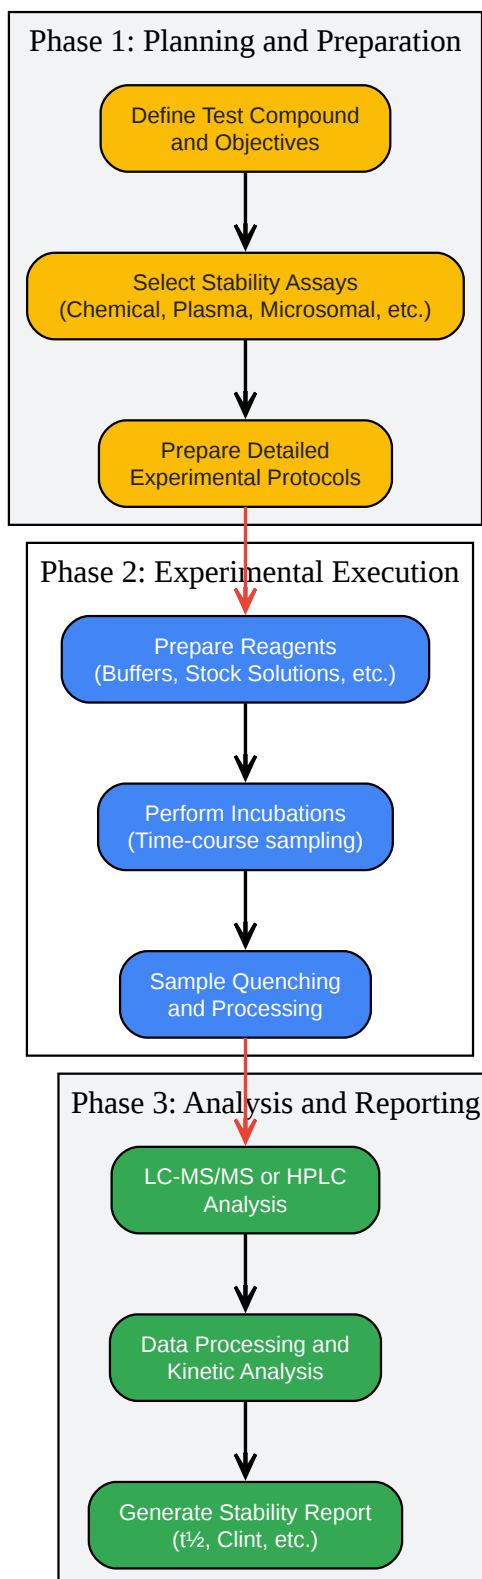 Phase 1: Planning and Preparation
Define Test Compound
and Objectives
Select Stability Assays
(Chemical, Plasma, Microsomal, etc.)
Prepare Detailed
Experimental Protocols
Phase 2: Experimental Execution
Prepare Reagents
(Buffers, Stock Solutions, etc.)
Perform Incubations
(Time-course sampling)
Sample Quenching
and Processing
Phase 3: Analysis and Reporting
LC-MS/MS or HPLC
Analysis
Data Processing and
Kinetic Analysis
Generate Stability Report
(t½, Clint, etc.)